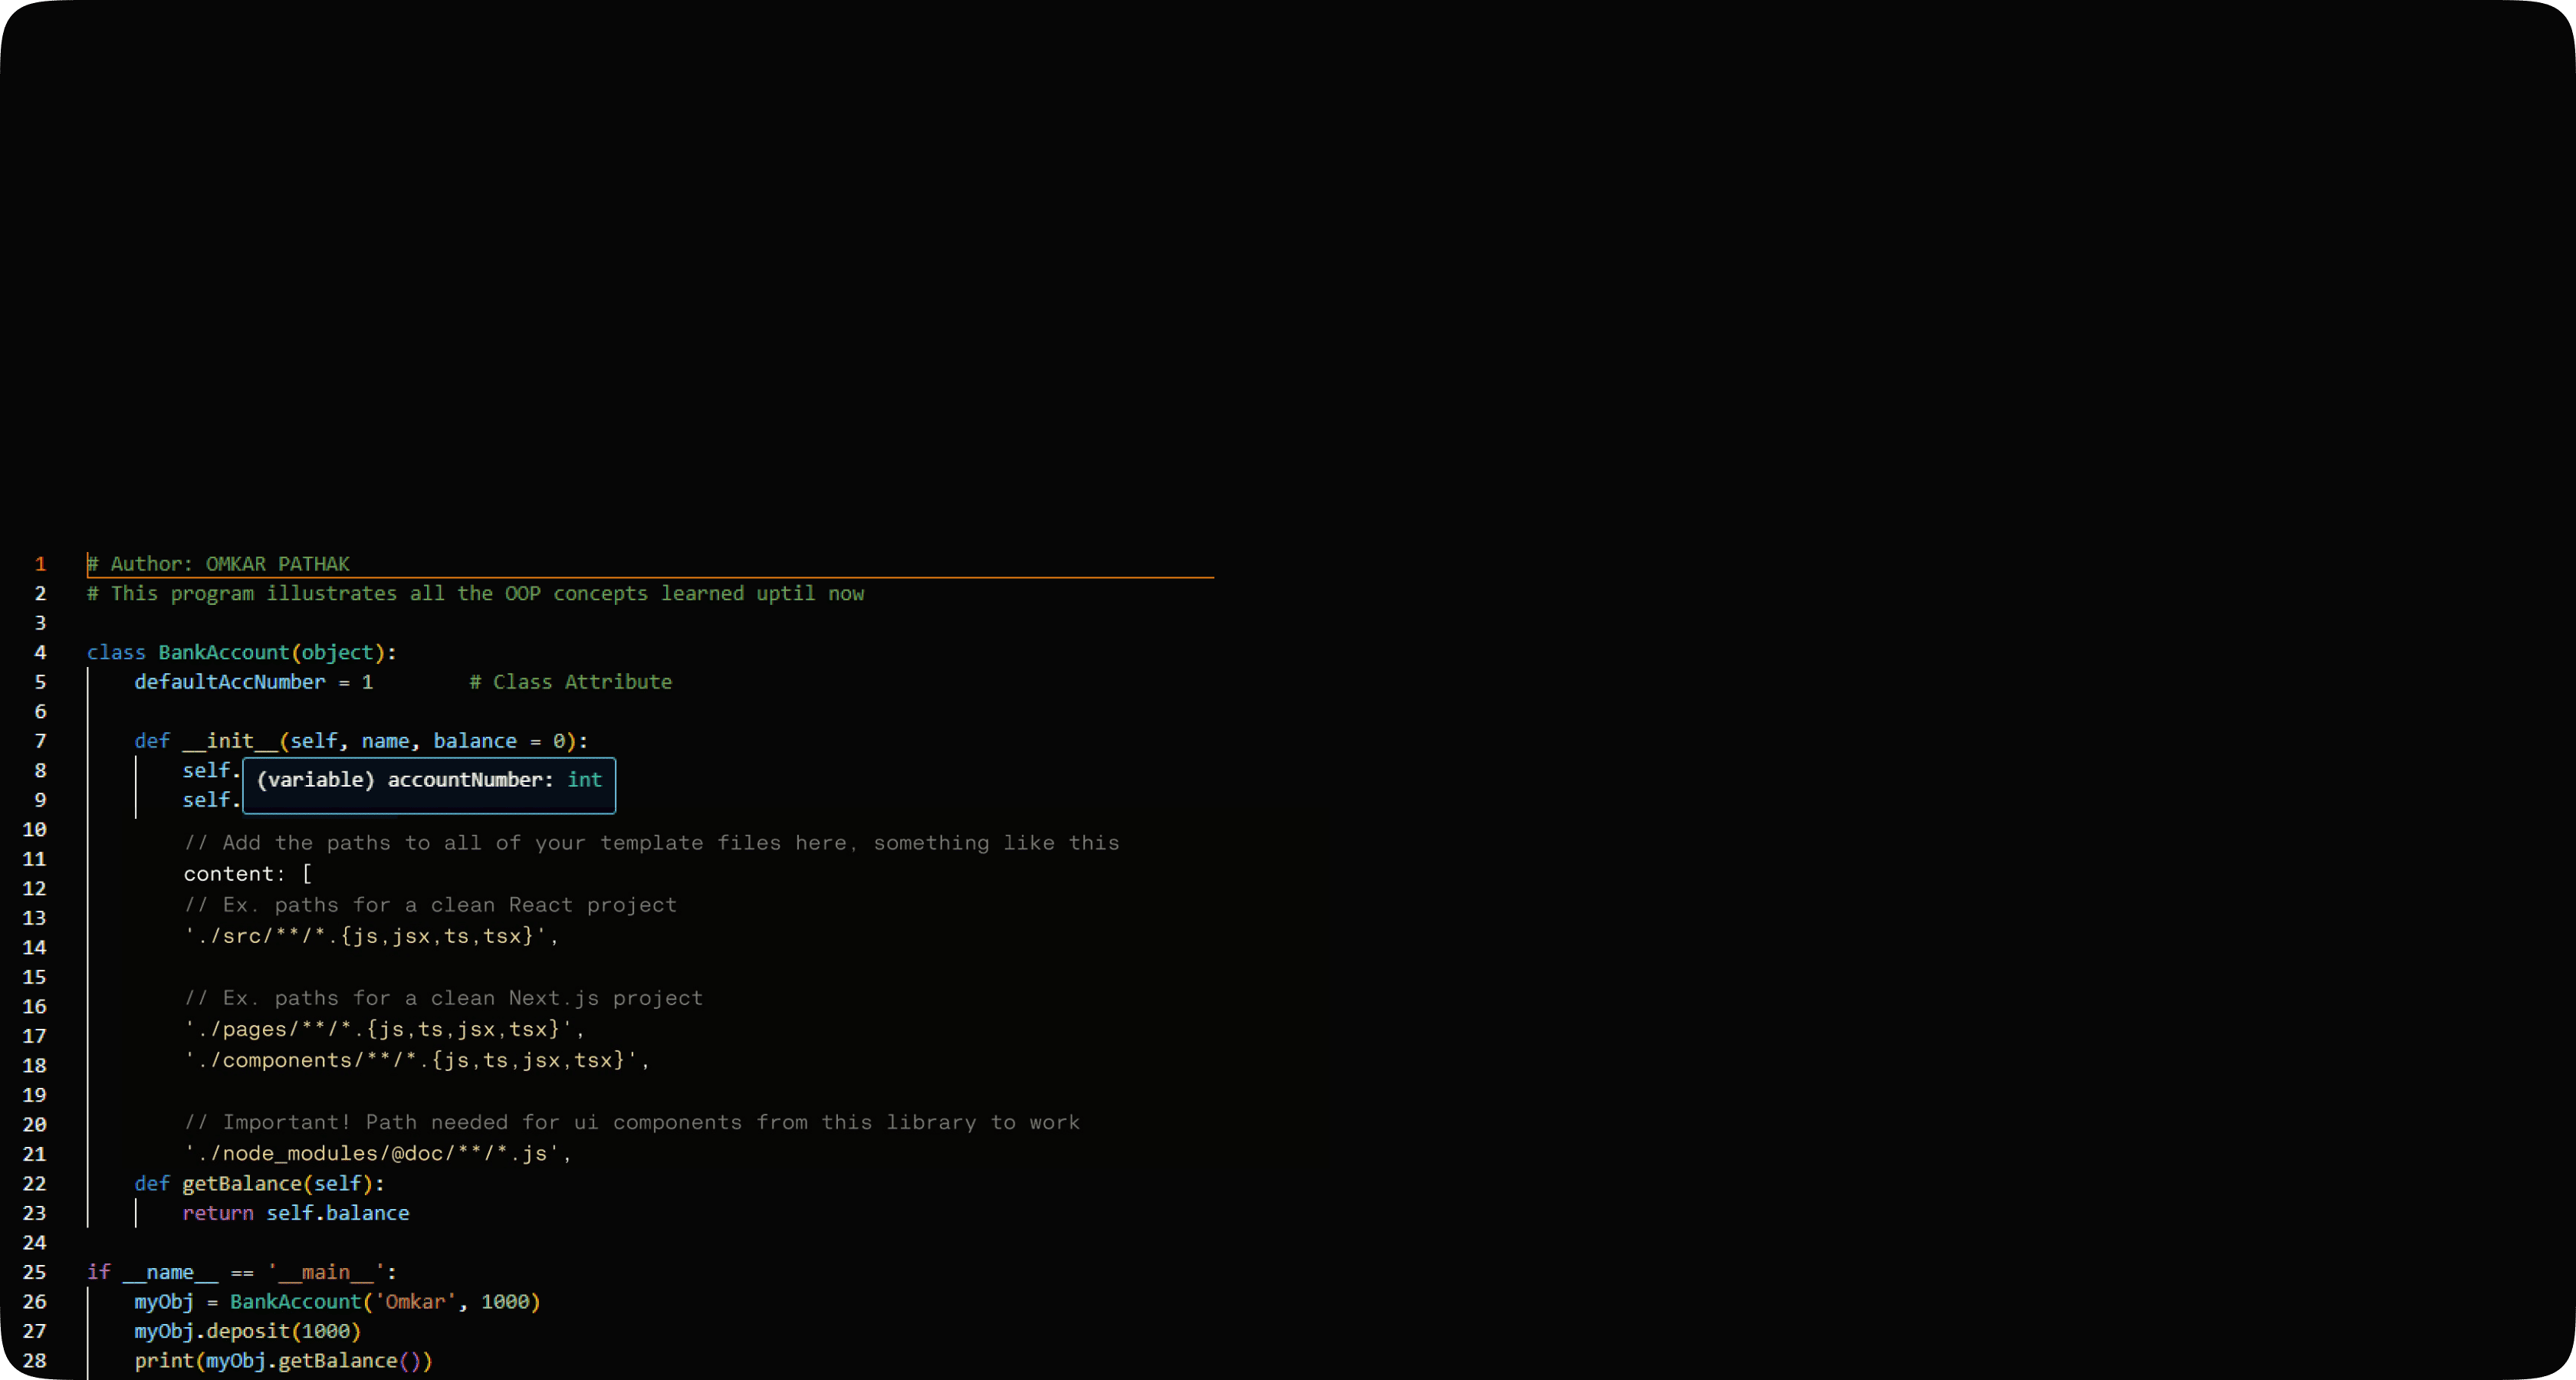 1 # Author: OMKAR PATHAK
2 # This program illustrates all the OOP concepts learned uptil now
3
4 class BankAccount(object):
5 defaultAccNumber = 1 # Class Attribute
6
7 def __init__(self, name, balance = 0):
8 self.
(variable) accountNumber: int
9 self.
10
// Add the paths to all of your template files here, something like this
11
content: [
12
// Ex. paths for a clean React project
13
'./src/**/*.{js,jsx,ts,tsx}',
14
15
// Ex. paths for a clean Next.js project
16
'./pages/**/*.{js,ts,jsx,tsx}',
17
'./components/**/*.{js,ts,jsx,tsx}',
18
19
// Important! Path needed for ui components from this library to work
20
21 './node_modules/@doc/**/*.js',
22 def getBalance(self):
23 return self.balance
24
25 if __name__ == '__main__':
26 myObj = BankAccount('Omkar', 1000)
27 myObj.deposit(1000)
28 print(myObj.getBalance())